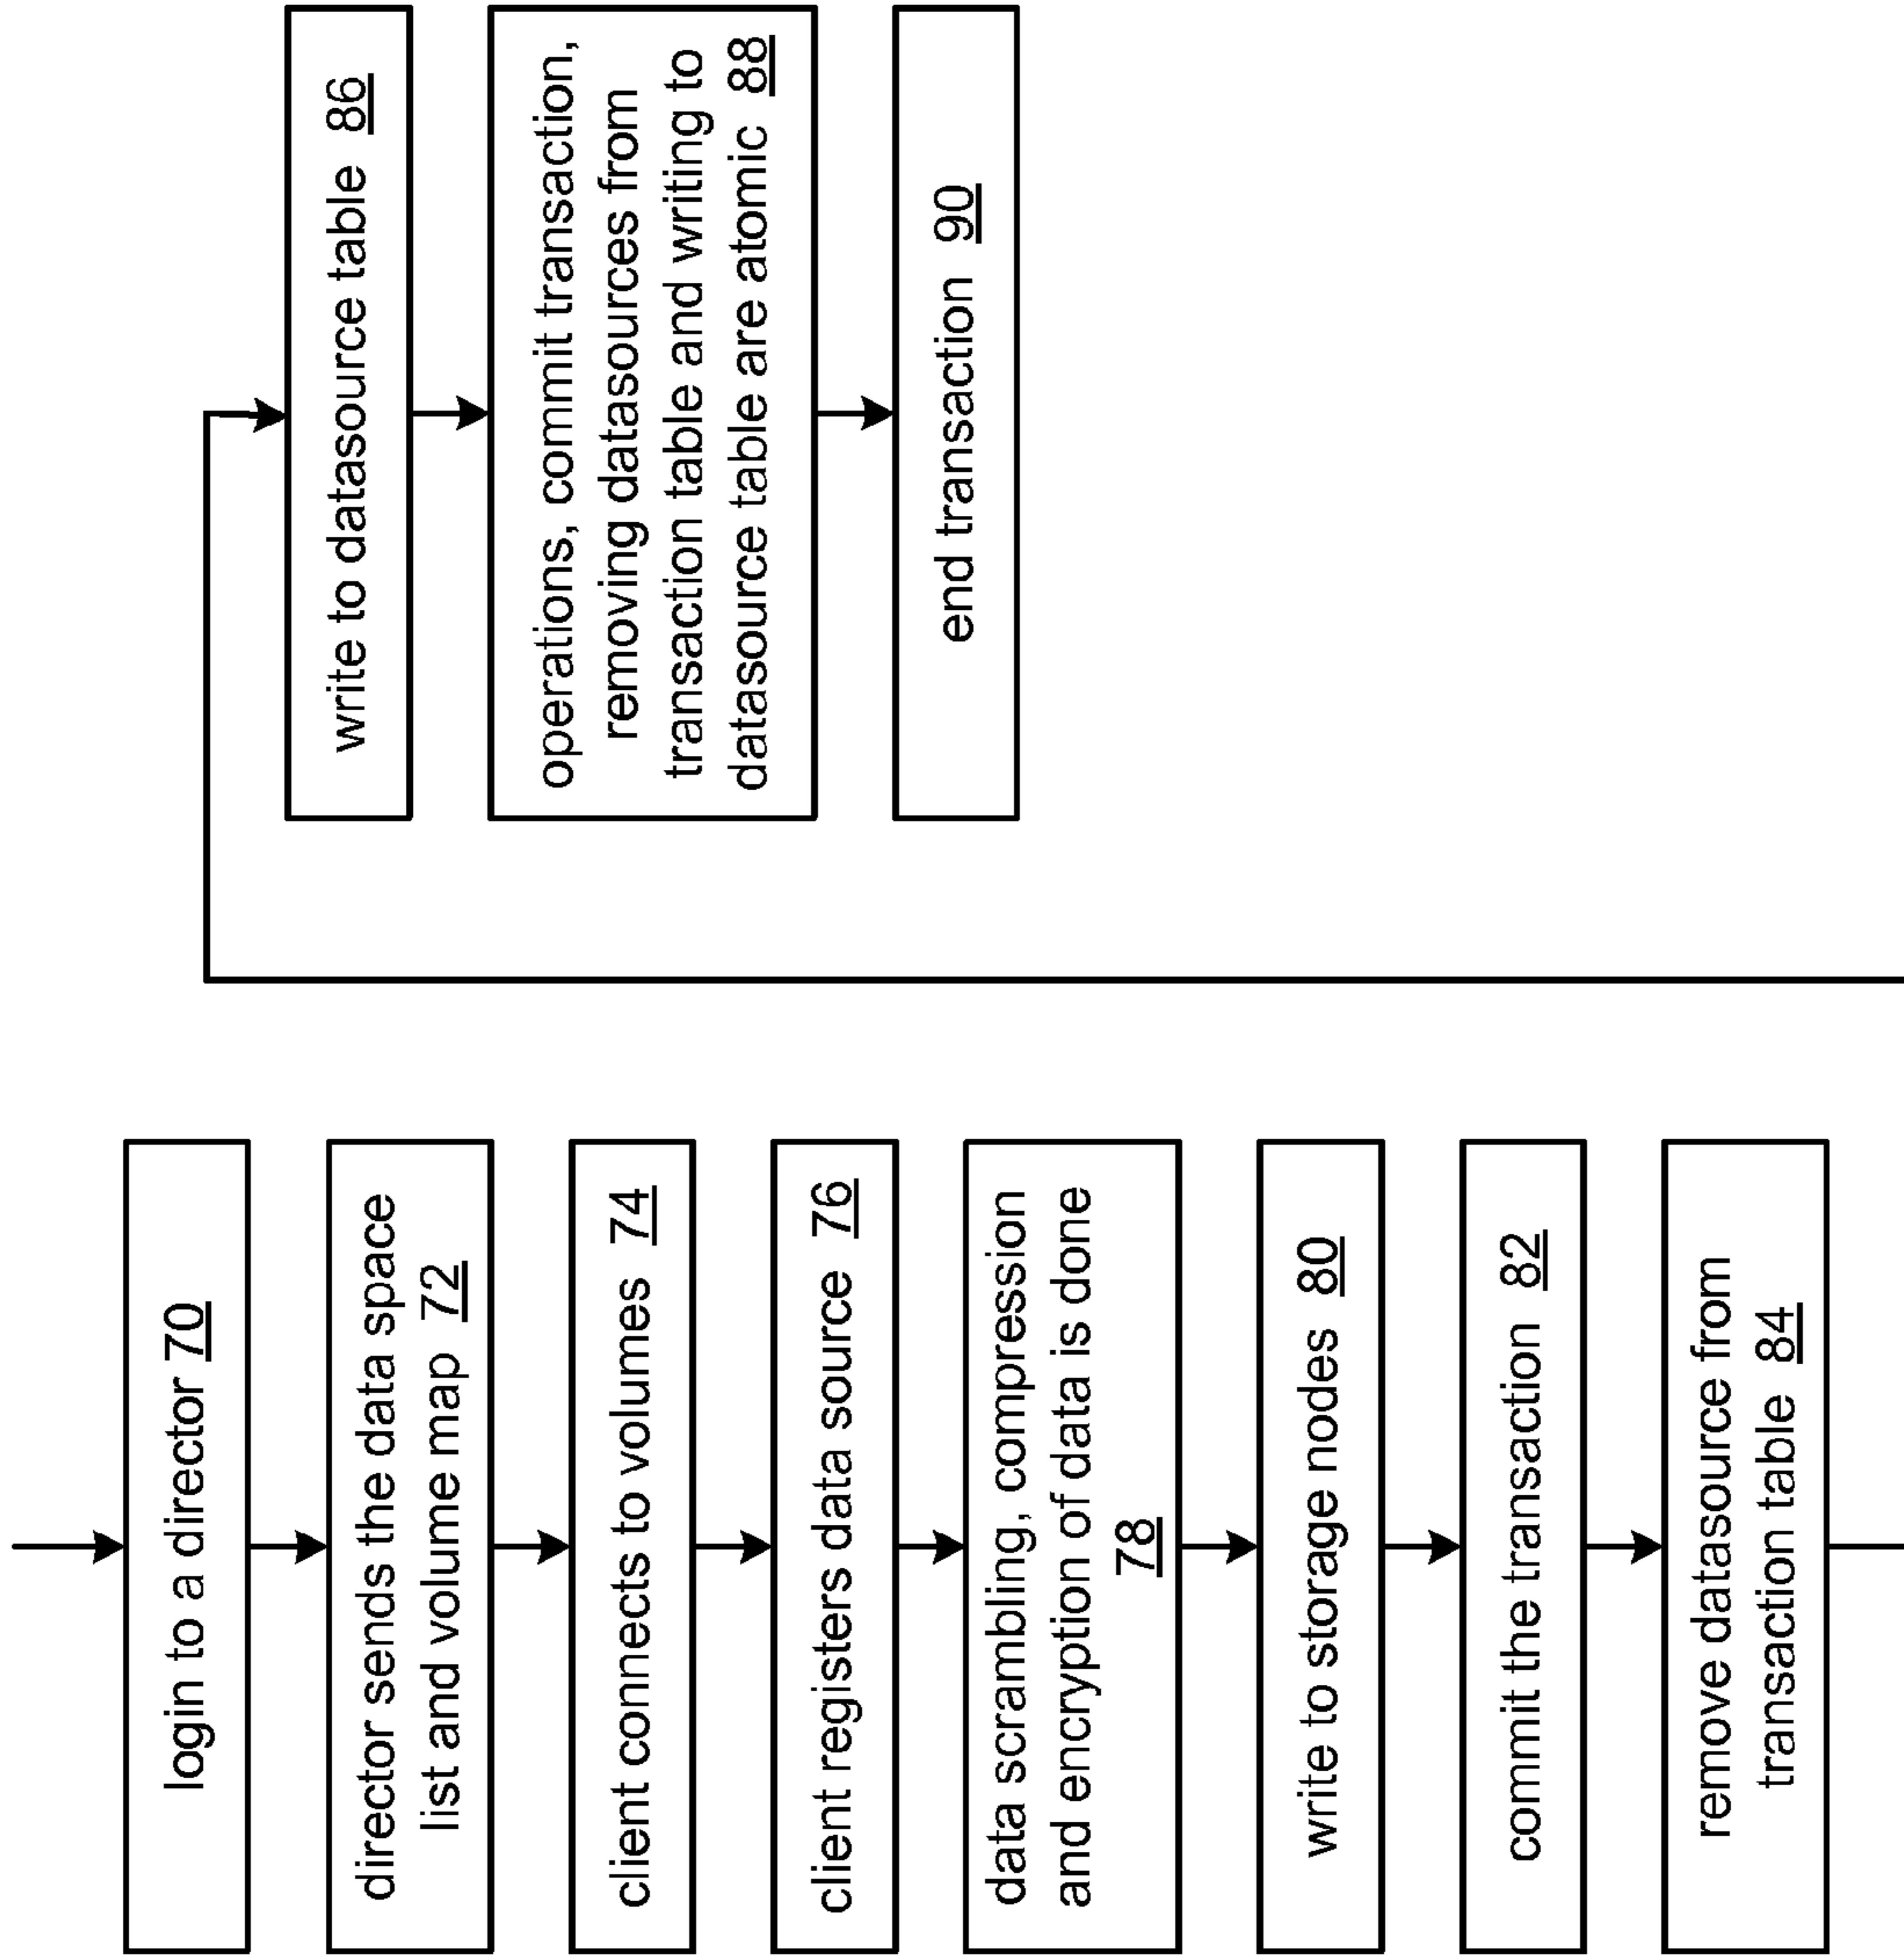 login to a director 70
director sends the data space
list and volume map 72
client connects to volumes 74
client registers data source 76
data scrambling, compression
and encryption of data is done
78
write to storage nodes 80
commit the transaction 82
remove datasource from
transaction table 84
write to datasource table 86
operations, commit transaction,
removing datasources from
transaction table and writing to
datasource table are atomic 88
end transaction 90